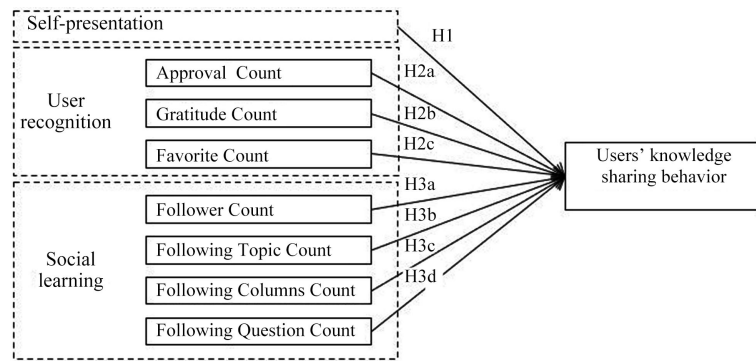 Self-presentation
H1
User
recognition
Approval Count
H2a
Gratitude Count
H2b
Favorite Count
H2c
Users' knowledge
sharing behavior
Social
learning
Follower Count
H3a
Following Topic Count
H3b
Following Columns Count
H3c
Following Question Count
H3d